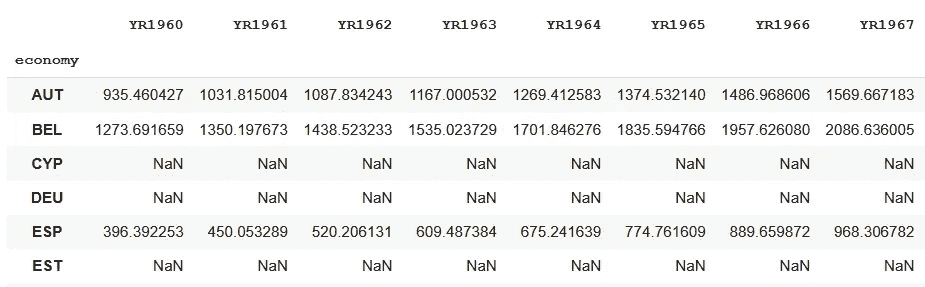 YR1960 YR1961 YR1962 YR1963 YR1964 YR1965 YR1966 YR1967
economy
AUT 935.460427 1031.815004 1087.834243 1167.000532 1269.412583 1374.532140 1486.968606 1569.667183
BEL 1273.691659 1350.197673 1438.523233 1535.023729 1701.846276 1835.594766 1957.626080 2086.636005
CYP NaN NaN NaN NaN NaN NaN NaN NaN
DEU NaN NaN NaN NaN NaN NaN NaN NaN
ESP 396.392253 450.053289 520.206131 609.487384 675.241639 774.761609 889.659872 968.306782
EST NaN NaN NaN NaN NaN NaN NaN NaN